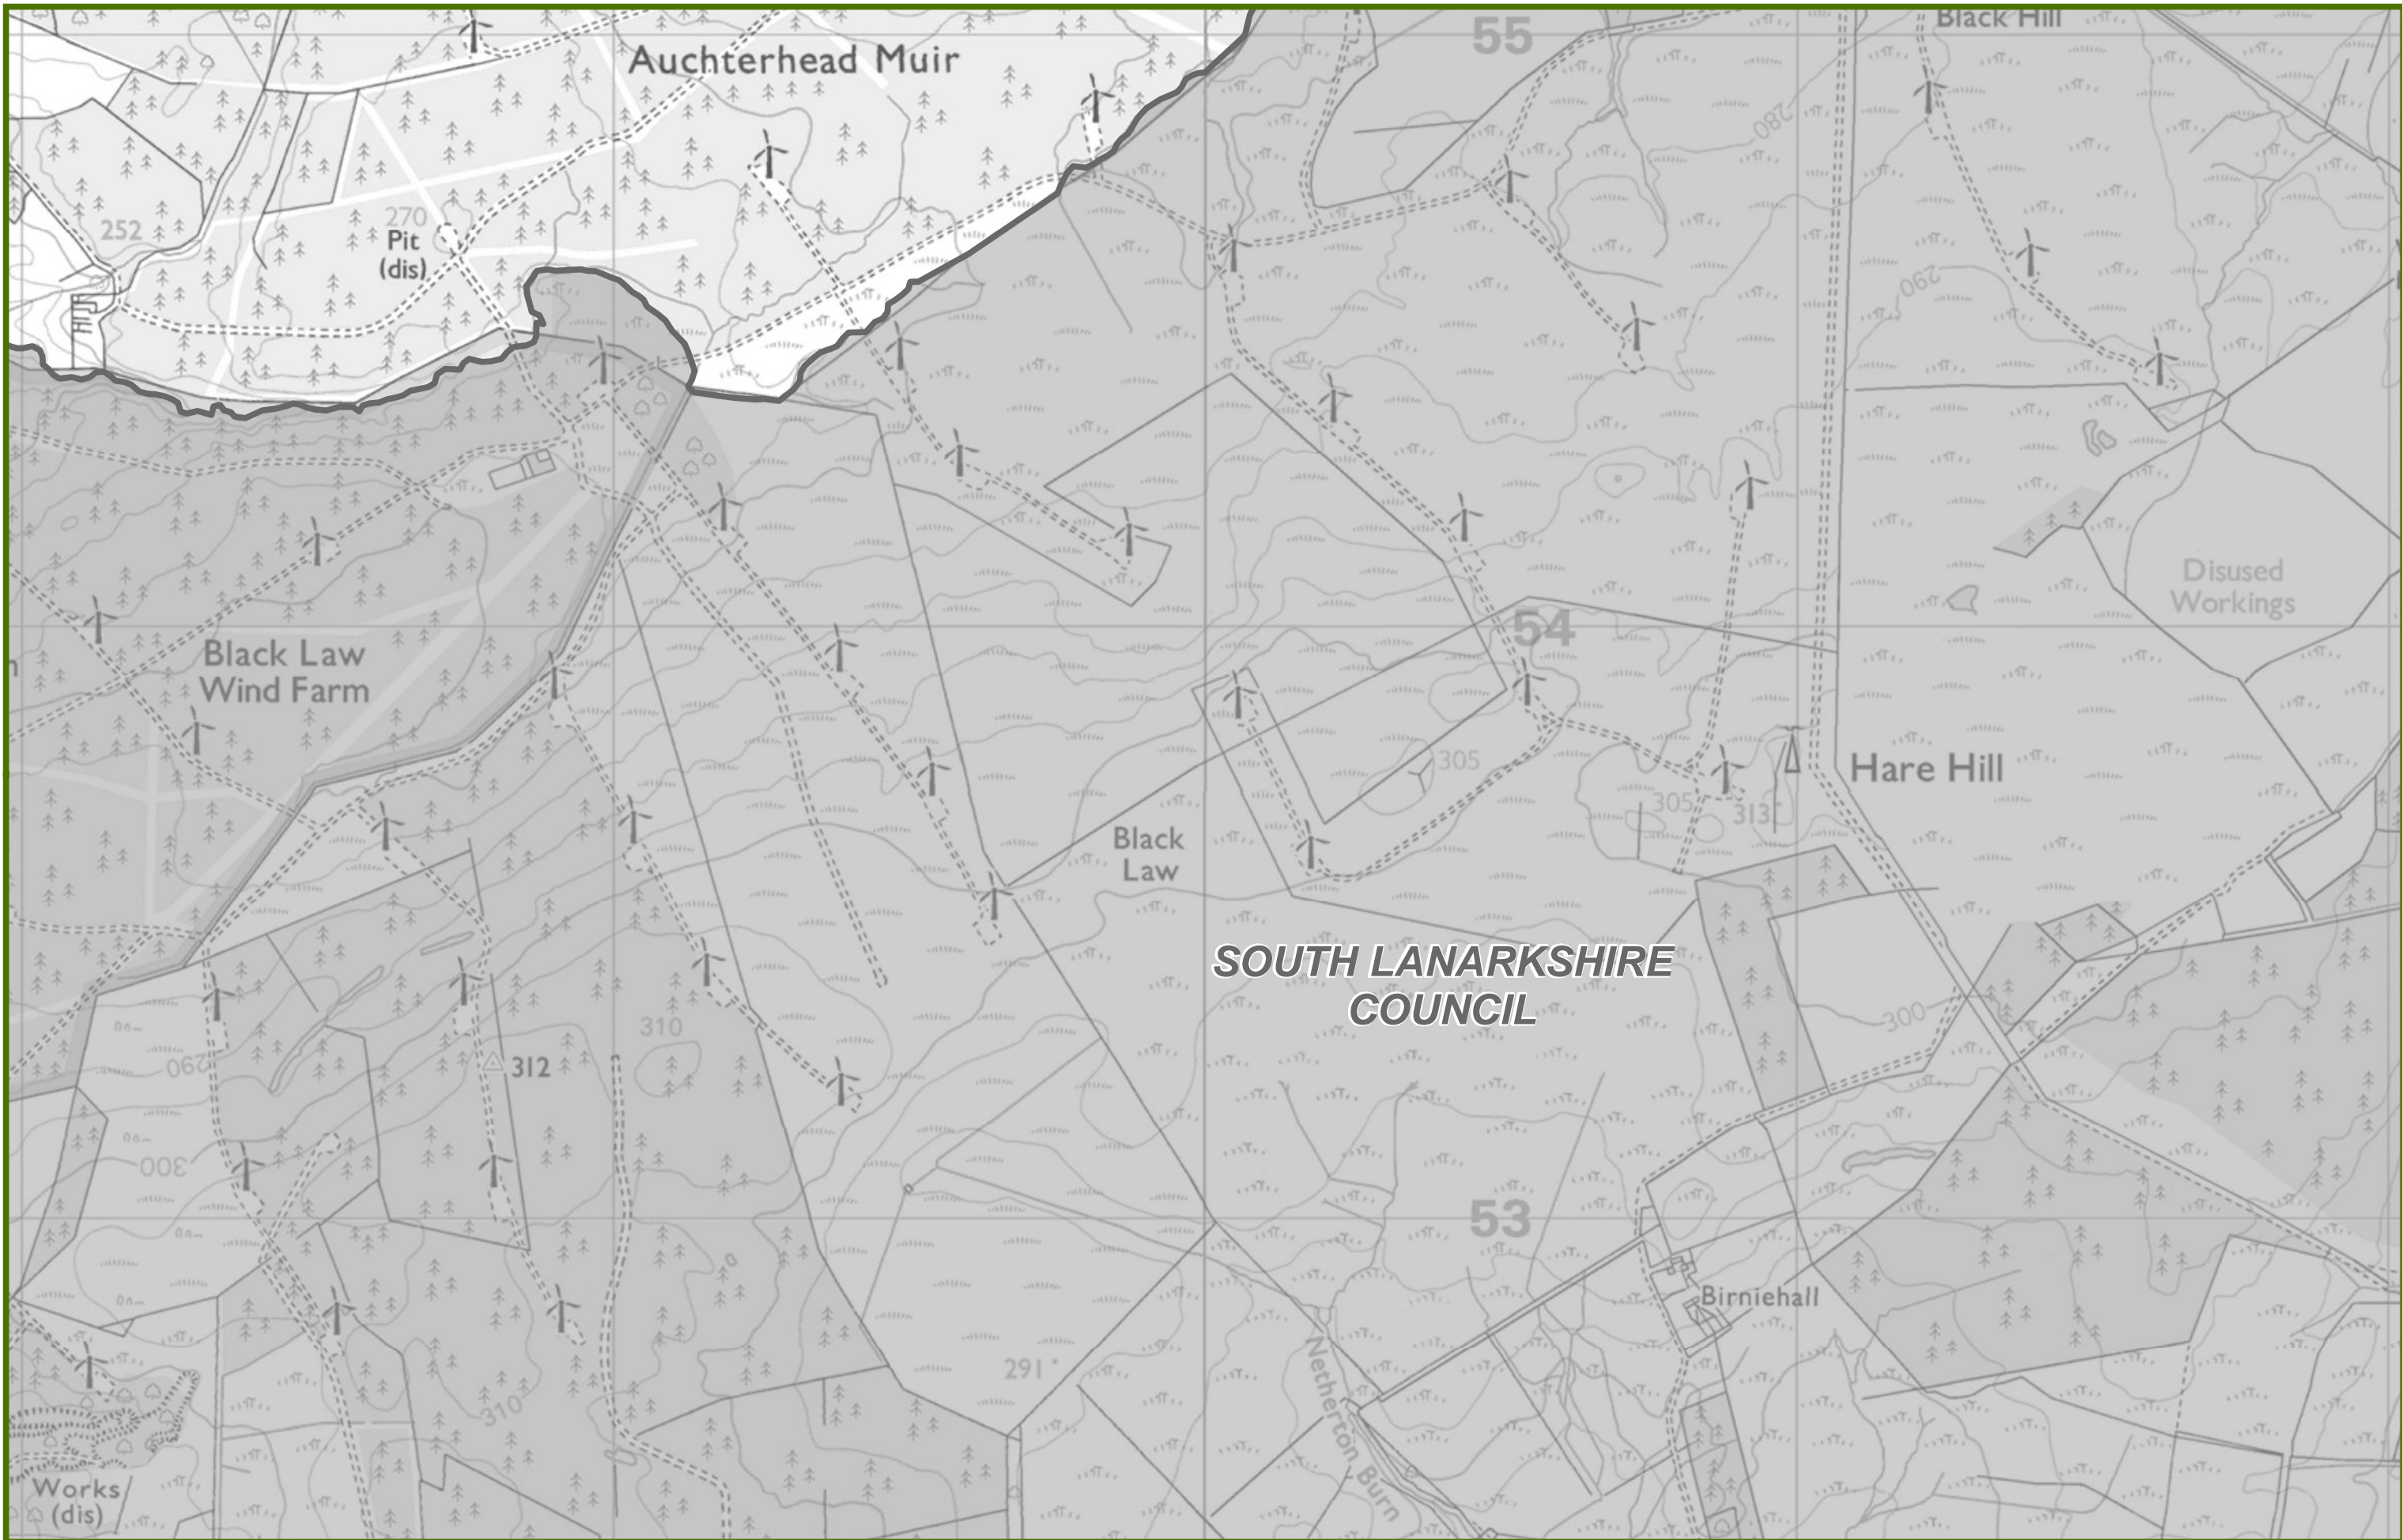 Black Hill
55
Auchterhead Muir
280
252
270
Pit
(dis)
290
Disused
Workings
54
Black Law
Wind Farm
305
Hare Hill
305
313
Black
Law
SOUTH LANARKSHIRE
COUNCIL
300
310
312
290
300
53
Birniehall
291
Netherton Burn
310
Works
(dis)